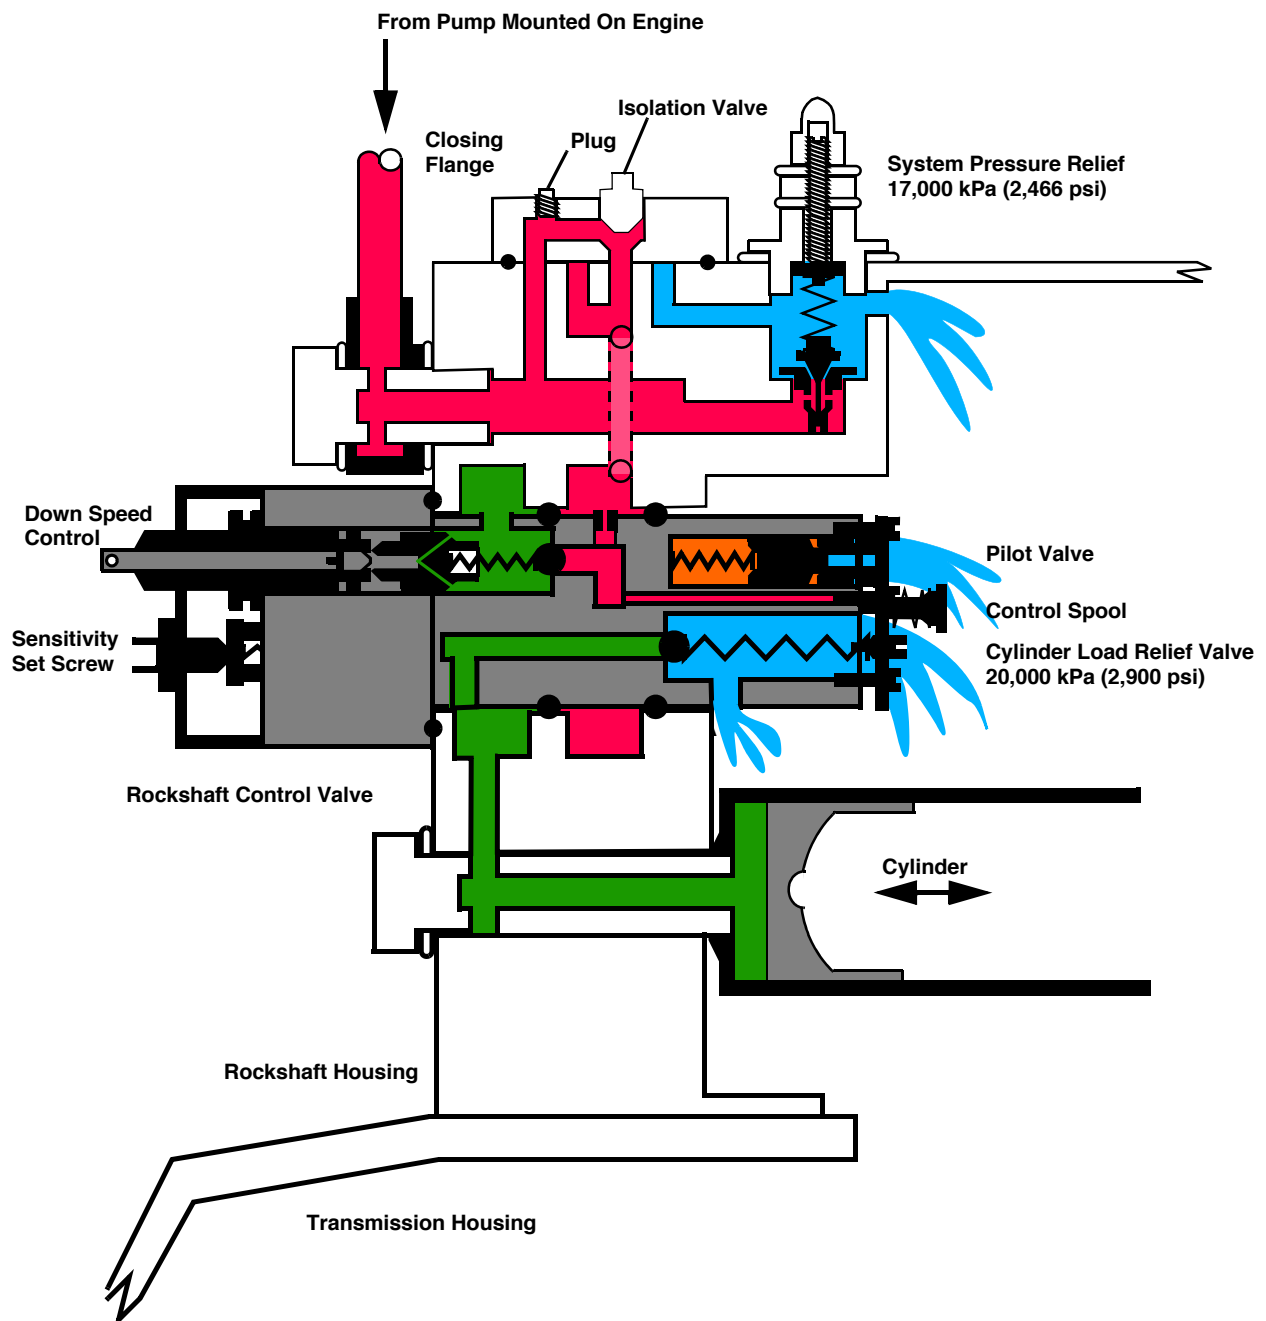 From Pump Mounted On Engine
Isolation Valve
Closing
Flange
Plug
System Pressure Relief
17,000 kPa (2,466 psi)
Down Speed
Control
Pilot Valve
Control Spool
Sensitivity
Set Screw
Cylinder Load Relief Valve
20,000 kPa (2,900 psi)
Rockshaft Control Valve
Cylinder
Rockshaft Housing
Transmission Housing